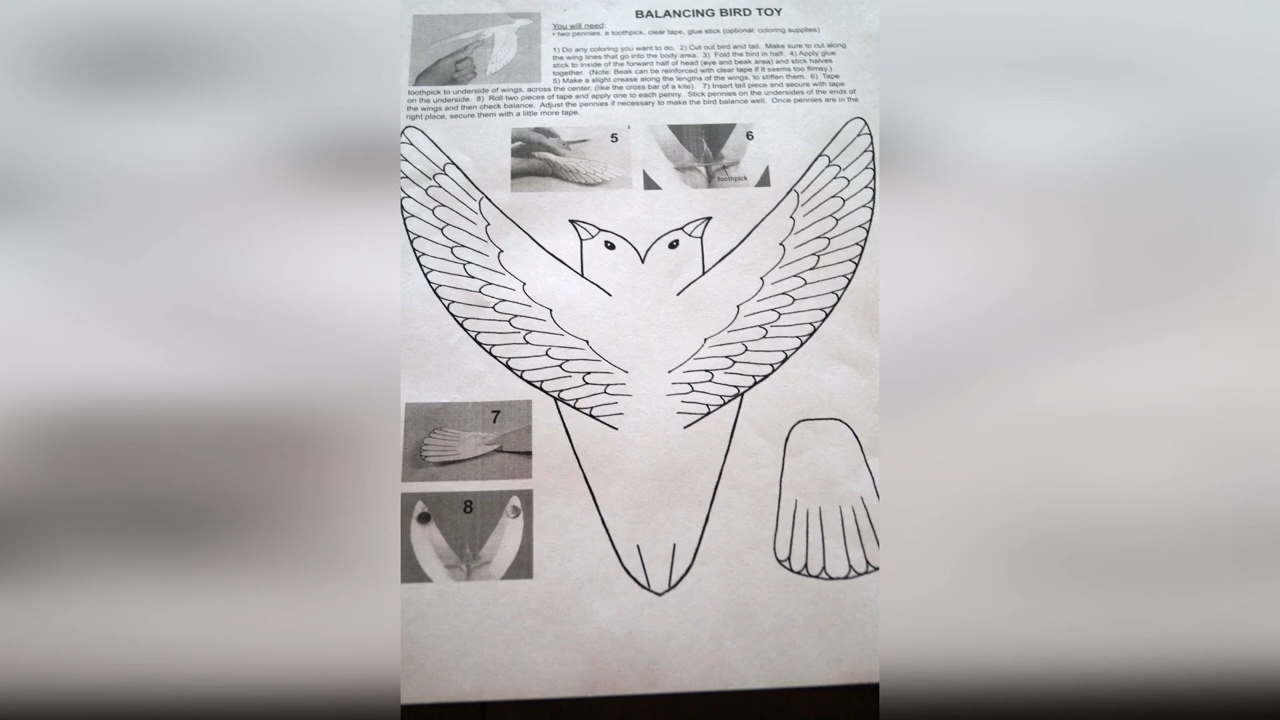 BALANCING BIRD TOY
You will need:
• two pennies, a toothpick, clear tape, glue stick (optional: coloring supplies)
1) Do any coloring you want to do. 2) Cut out bird and tail. Make sure to cut along
the wing lines that go into the body area. 3) Fold the bird in half. 4) Apply glue
stick to inside of the forward half of head (eye and beak area) and stick halves
together. (Note: Beak can be reinforced with clear tape if it seems too flimsy.)
5) Make a slight crease along the lengths of the wings, to stiffen them. 6) Tape
toothpick to underside of wings, across the center, (like the cross bar of a kite). 7) Insert tail piece and secure with tape
on the underside. 8) Roll two pieces of tape and apply one to each penny. Stick pennies on the undersides of the ends of
the wings and then check balance. Adjust the pennies if necessary to make the bird balance well. Once pennies are in the
right place, secure them with a little more tape.
5
6
toothpick
7
8